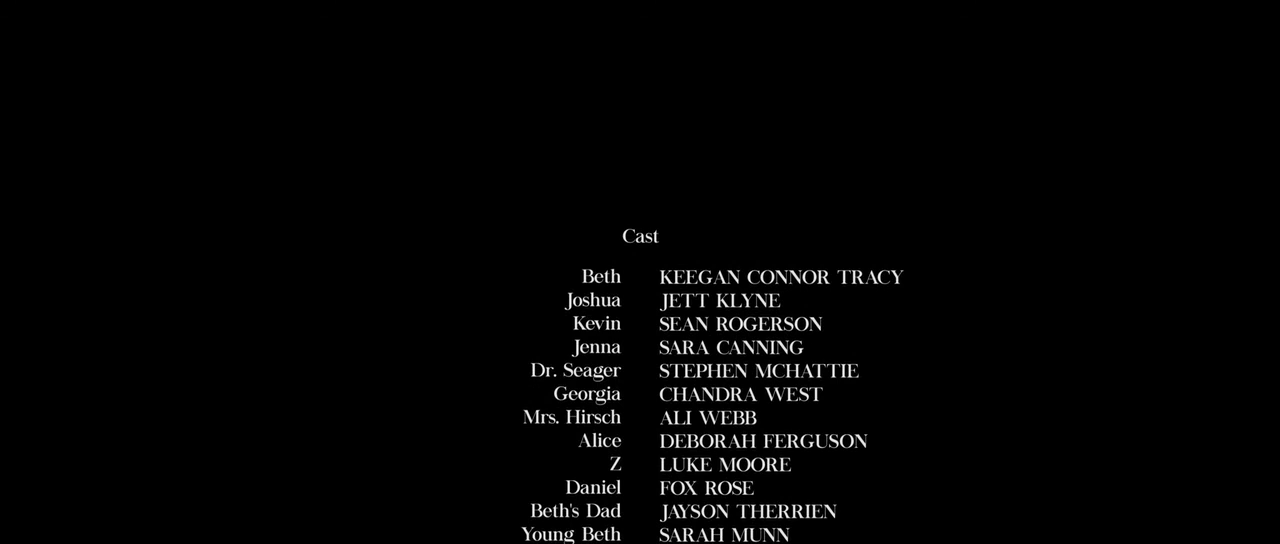 Cast
Beth KEEGAN CONNOR TRACY
Joshua JETT KLYNE
Kevin SEAN ROGERSON
Jenna SARA CANNING
Dr. Seager STEPHEN MCHATTIE
Georgia CHANDRA WEST
Mrs. Hirsch ALI WEBB
Alice DEBORAH FERGUSON
Z LUKE MOORE
Daniel FOX ROSE
Beth's Dad JAYSON THERRIEN
Young Beth SARAH MUNN